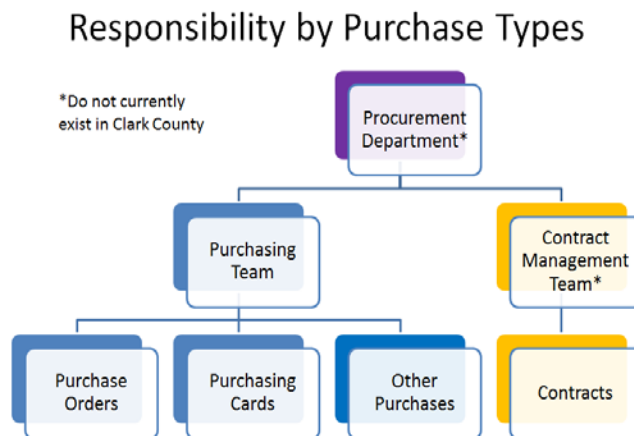 Responsibility by Purchase Types
*Do not currently
exist in Clark County
Procurement
Department*
Purchasing
Team
Contract
Management
Team*
Purchase
Orders
Purchasing
Cards
Other
Purchases
Contracts